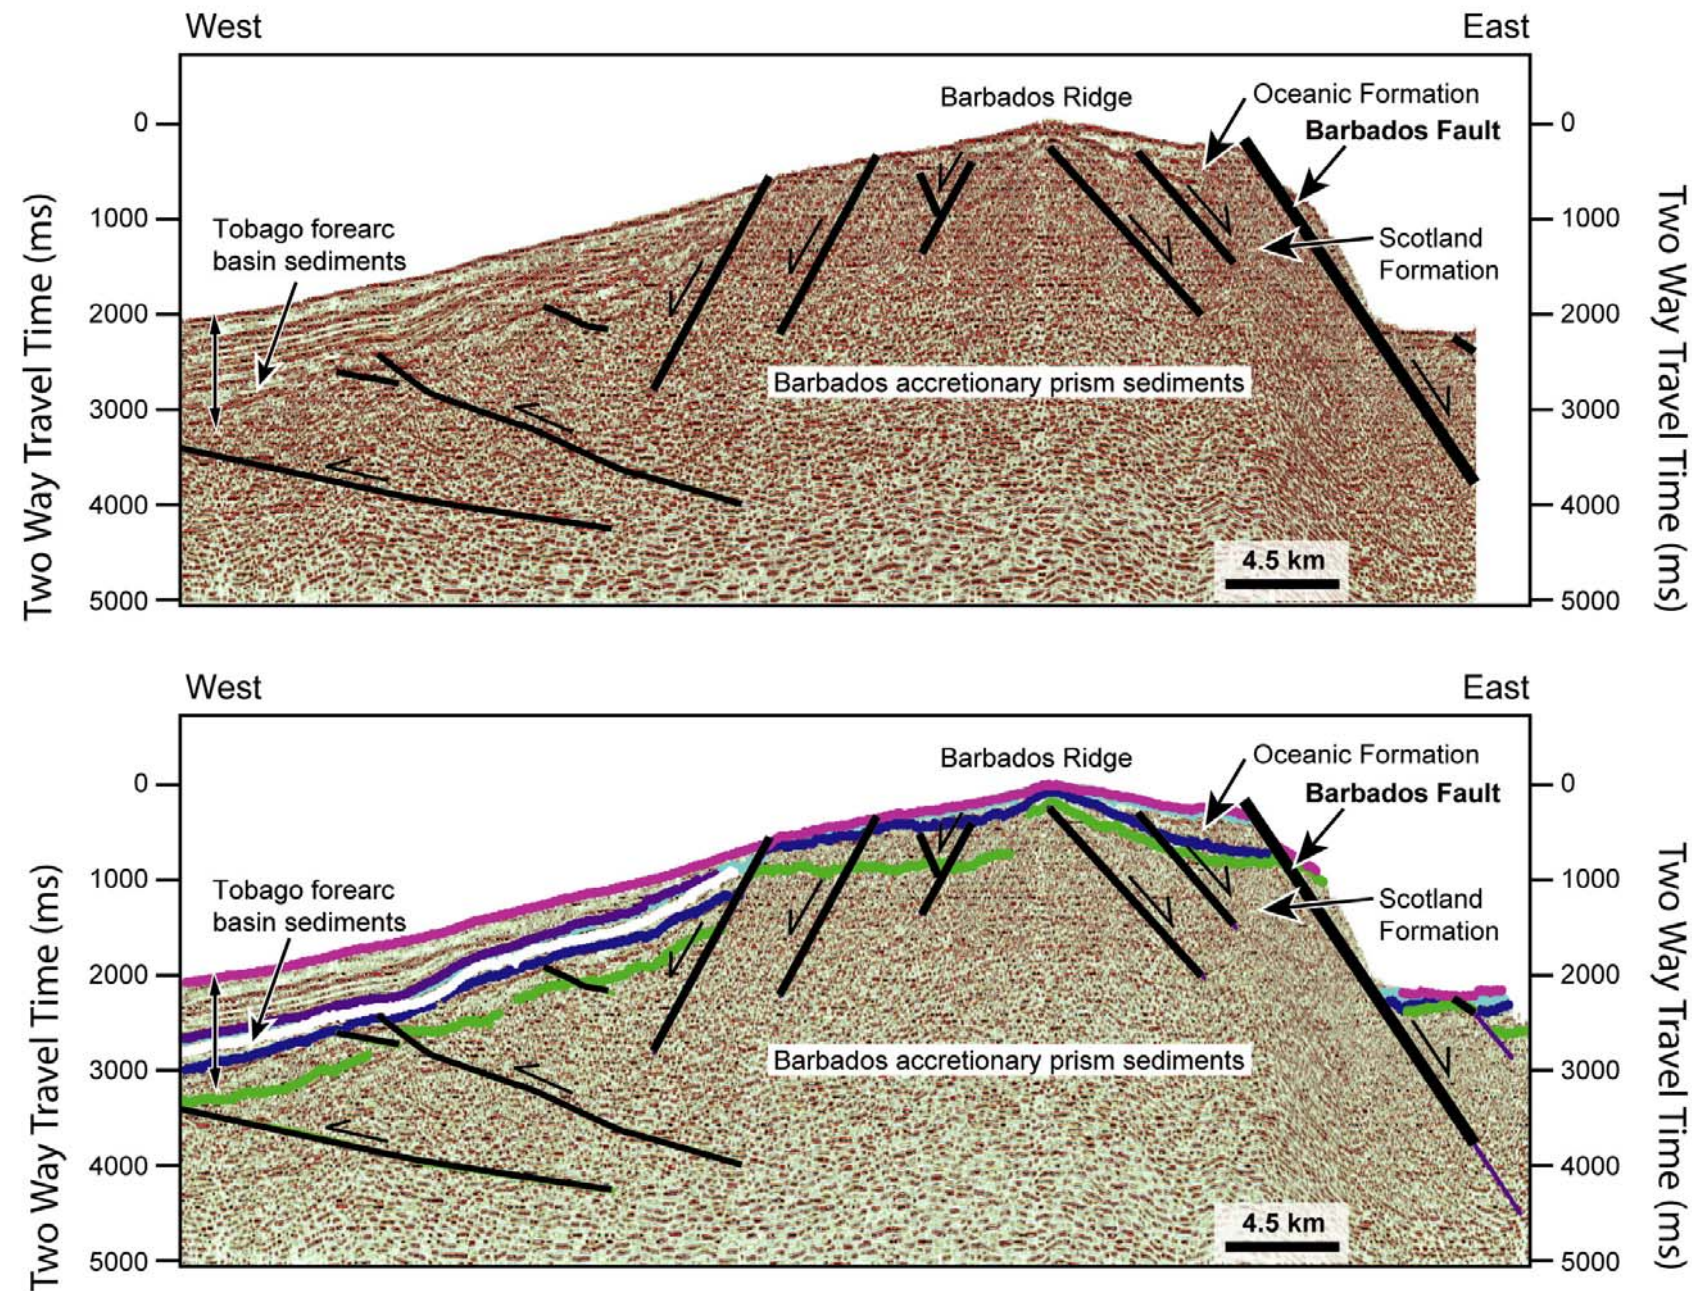 West
East
Barbados Ridge
Oceanic Formation
Barbados Fault
0
0
1000
1000
Tobago forearc
basin sediments
Scotland
Formation
2000
2000
Barbados accretionary prism sediments
3000
3000
4000
4000
4.5 km
5000
5000
Two Way Travel Time (ms)
Two Way Travel Time (ms)
West
East
Barbados Ridge
Oceanic Formation
Barbados Fault
0
0
1000
1000
Tobago forearc
basin sediments
Scotland
Formation
2000
2000
Barbados accretionary prism sediments
3000
3000
4000
4000
4.5 km
5000
5000
Two Way Travel Time (ms)
Two Way Travel Time (ms)